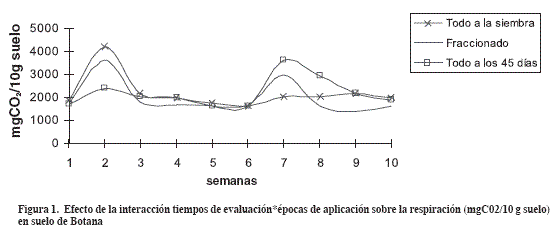 Todo a la siembra
Fraccionado
Todo a los 45 días
mgCO₂/10g suelo
5000
4000
3000
2000
1000
0
1 2 3 4 5 6 7 8 9 10
semanas
Figura 1. Efecto de la interacción tiempos de evaluación*épocas de aplicación sobre la respiración (mgC02/10 g suelo)
en suelo de Botana